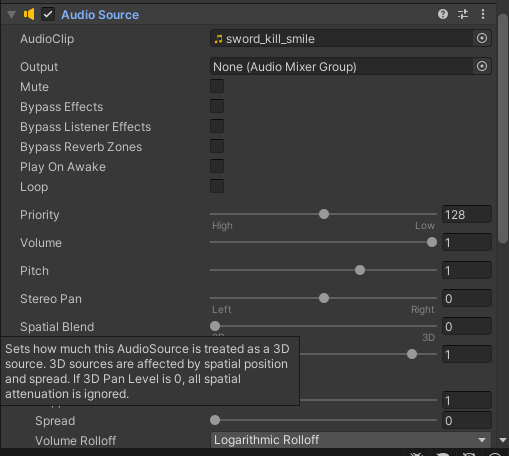 Audio Source
AudioClip
sword_kill_smile
Output
None (Audio Mixer Group)
Mute
Bypass Effects
Bypass Listener Effects
Bypass Reverb Zones
Play On Awake
Loop
Priority
128
High
Low
Volume
1
Pitch
1
Stereo Pan
0
Left
Right
Spatial Blend
0
3D
1
Sets how much this AudioSource is treated as a 3D
source. 3D sources are affected by spatial position
and spread. If 3D Pan Level is 0, all spatial
attenuation is ignored.
1
Spread
0
Volume Rolloff
Logarithmic Rolloff